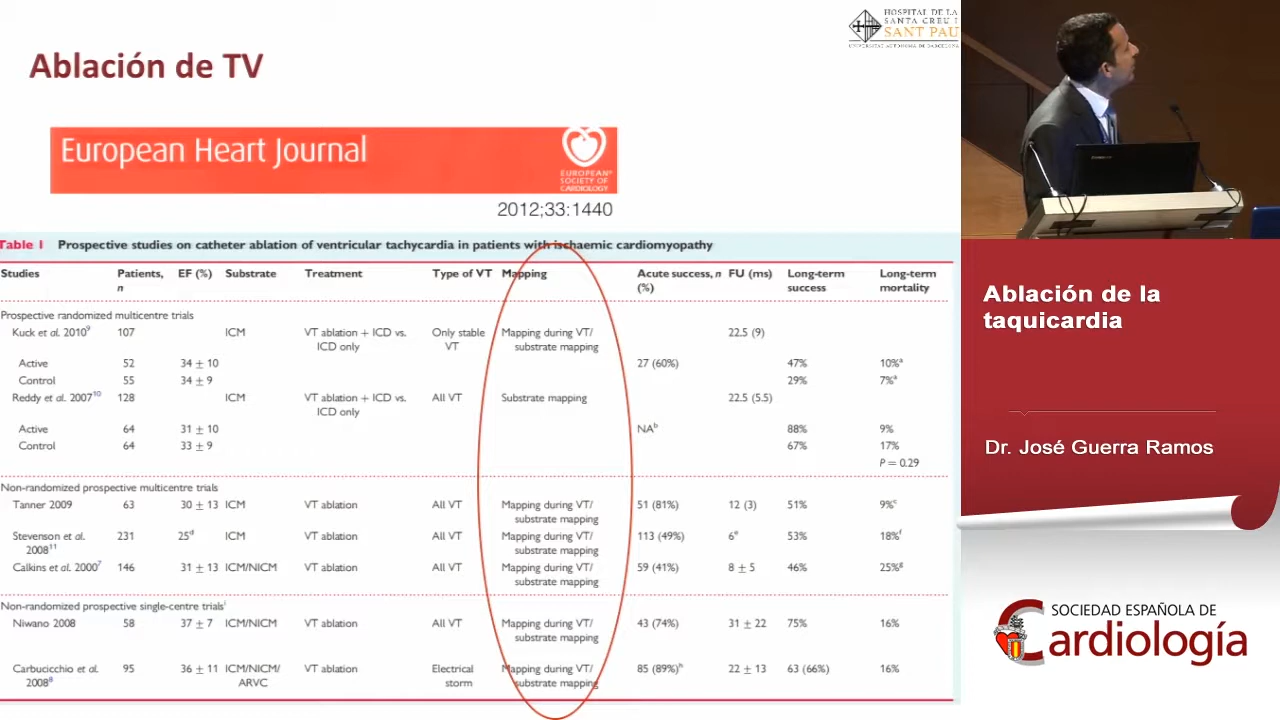 HOSPITAL DE LA
SANTA CREU I
SANT PAU
UNIVERSITAT AUTÒNOMA DE BARCELONA
Ablación de TV
European Heart Journal
EUROPEAN
SOCIETY OF
CARDIOLOGY®
2012;33:1440
Table 1 Prospective studies on catheter ablation of ventricular tachycardia in patients with ischaemic cardiomyopathy
Studies Patients, n EF (%) Substrate Treatment Type of VT Mapping Acute success, n (%) FU (ms) Long-term success Long-term mortality
Prospective randomized multicentre trials
Kuck et al. 2010⁹ 107 ICM VT ablation + ICD vs. ICD only Only stable VT Mapping during VT/ substrate mapping 22.5 (9)
Active 52 34 ± 10 27 (60%) 47% 10%ᵃ
Control 55 34 ± 9 29% 7%ᵃ
Reddy et al. 2007¹⁰ 128 ICM VT ablation + ICD vs. ICD only All VT Substrate mapping 22.5 (5.5)
Active 64 31 ± 10 NAᵇ 88% 9%
Control 64 33 ± 9 67% 17%
P = 0.29
Non-randomized prospective multicentre trials
Tanner 2009 63 30 ± 13 ICM VT ablation All VT Mapping during VT/ substrate mapping 51 (81%) 12 (3) 51% 9%ᶜ
Stevenson et al. 2008¹¹ 231 25ᵈ ICM VT ablation All VT Mapping during VT/ substrate mapping 113 (49%) 6ᵉ 53% 18%ᶠ
Calkins et al. 2000⁷ 146 31 ± 13 ICM/NICM VT ablation All VT Mapping during VT/ substrate mapping 59 (41%) 8 ± 5 46% 25%ᵍ
Non-randomized prospective single-centre trialsⁱ
Niwano 2008 58 37 ± 7 ICM/NICM VT ablation All VT Mapping during VT/ substrate mapping 43 (74%) 31 ± 22 75% 16%
Carbucicchio et al. 2008⁸ 95 36 ± 11 ICM/NICM/ ARVC VT ablation Electrical storm Mapping during VT/ substrate mapping 85 (89%)ʰ 22 ± 13 63 (66%) 16%
Ablación de la
taquicardia
Dr. José Guerra Ramos
SOCIEDAD ESPAÑOLA DE
Cardiología